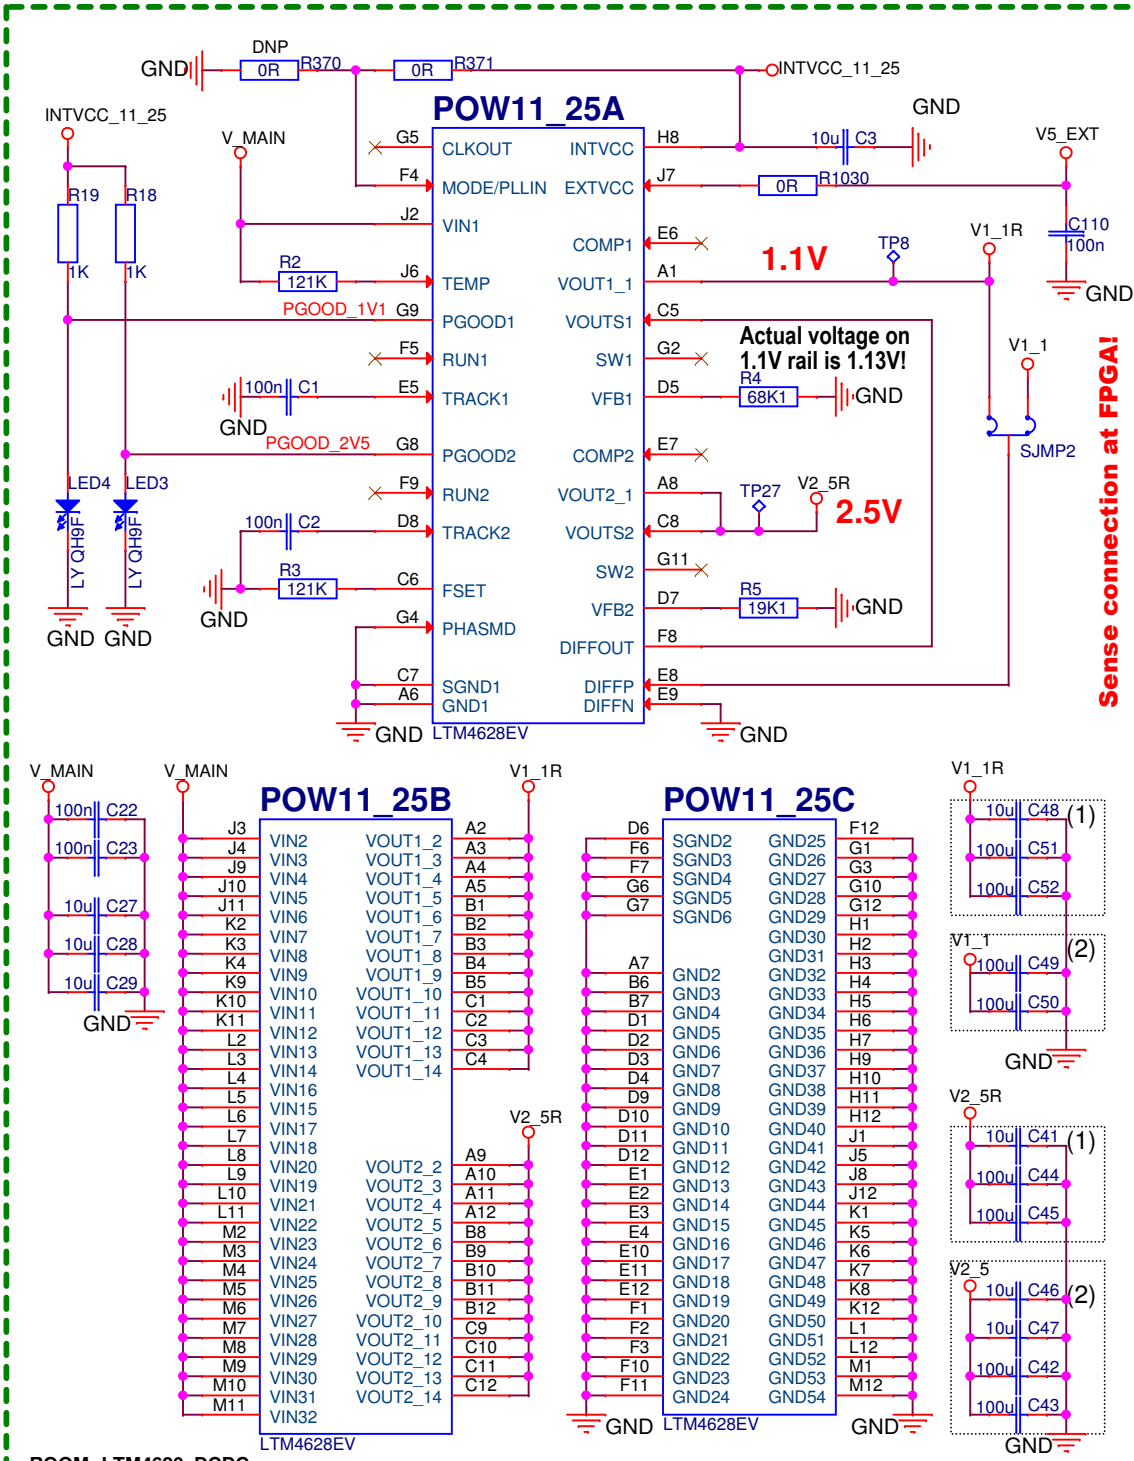 DNP
GND
0R
R370
0R
R371
INTVCC_11_25
INTVCC_11_25
V_MAIN
POW11_25A
GND
V5_EXT
G5
CLKOUT
INTVCC
H8
10u
C3
F4
MODE/PLLIN
EXTVCC
J7
0R
R1030
R19
R18
1K
1K
J2
VIN1
COMP1
E6
1.1V
TP8
V1_1R
C110
100n
GND
R2
121K
J6
TEMP
VOUT1_1
A1
PGOOD_1V1
G9
PGOOD1
VOUTS1
C5
Actual voltage on
1.1V rail is 1.13V!
F5
RUN1
SW1
G2
V1_1
100n
C1
GND
E5
TRACK1
VFB1
D5
R4
68K1
GND
SJMP2
PGOOD_2V5
G8
PGOOD2
COMP2
E7
LED4
LED3
LY QH9F
LY QH9F
F9
RUN2
VOUT2_1
A8
TP27
V2_5R
2.5V
100n
C2
D8
TRACK2
VOUTS2
C8
R3
121K
GND
C6
FSET
SW2
G11
G4
PHASMD
VFB2
D7
R5
19K1
GND
DIFFOUT
F8
GND
GND
C7
SGND1
DIFFP
E8
A6
GND1
DIFFN
E9
GND
LTM4628EV
GND
Sense connection at FPGA!
V_MAIN
100n
C22
100n
C23
10u
C27
10u
C28
10u
C29
GND
V_MAIN
V1_1R
POW11_25B
J3 VIN2 VOUT1_2 A2
J4 VIN3 VOUT1_3 A3
J9 VIN4 VOUT1_4 A4
J10 VIN5 VOUT1_5 A5
J11 VIN6 VOUT1_6 B1
K2 VIN7 VOUT1_7 B2
K3 VIN8 VOUT1_8 B3
K4 VIN9 VOUT1_9 B4
K9 VIN10 VOUT1_10 B5
K10 VIN11 VOUT1_11 C1
K11 VIN12 VOUT1_12 C2
L2 VIN13 VOUT1_13 C3
L3 VIN14 VOUT1_14 C4
L4 VIN16
L5 VIN15
L6 VIN17
V2_5R
L7 VIN18
L8 VIN20 VOUT2_2 A9
L9 VIN19 VOUT2_3 A10
L10 VIN21 VOUT2_4 A11
L11 VIN22 VOUT2_5 A12
M2 VIN23 VOUT2_6 B8
M3 VIN24 VOUT2_7 B9
M4 VIN25 VOUT2_8 B10
M5 VIN26 VOUT2_9 B11
M6 VIN27 VOUT2_10 B12
M7 VIN28 VOUT2_11 C9
M8 VIN29 VOUT2_12 C10
M9 VIN30 VOUT2_13 C11
M10 VIN31 VOUT2_14 C12
M11 VIN32
LTM4628EV
POW11_25C
D6 SGND2 GND25 F12
F6 SGND3 GND26 G1
F7 SGND4 GND27 G3
G6 SGND5 GND28 G10
G7 SGND6 GND29 G12
GND30 H1
GND31 H2
A7 GND2 GND32 H3
B6 GND3 GND33 H4
B7 GND4 GND34 H5
D1 GND5 GND35 H6
D2 GND6 GND36 H7
D3 GND7 GND37 H9
D4 GND8 GND38 H10
D9 GND9 GND39 H11
D10 GND10 GND40 H12
D11 GND11 GND41 J1
D12 GND12 GND42 J5
E1 GND13 GND43 J8
E2 GND14 GND44 J12
E3 GND15 GND45 K1
E4 GND16 GND46 K5
E10 GND17 GND47 K6
E11 GND18 GND48 K7
E12 GND19 GND49 K8
F1 GND20 GND50 K12
F2 GND21 GND51 L1
F3 GND22 GND52 L12
F10 GND23 GND53 M1
F11 GND24 GND54 M12
GND
LTM4628EV
GND
V1_1R
10u C48 (1)
100u C51
100u C52
V1_1
(2)
100u C49
100u C50
GND
V2_5R
10u C41 (1)
100u C44
100u C45
V2_5
10u C46 (2)
10u C47
100u C42
100u C43
GND